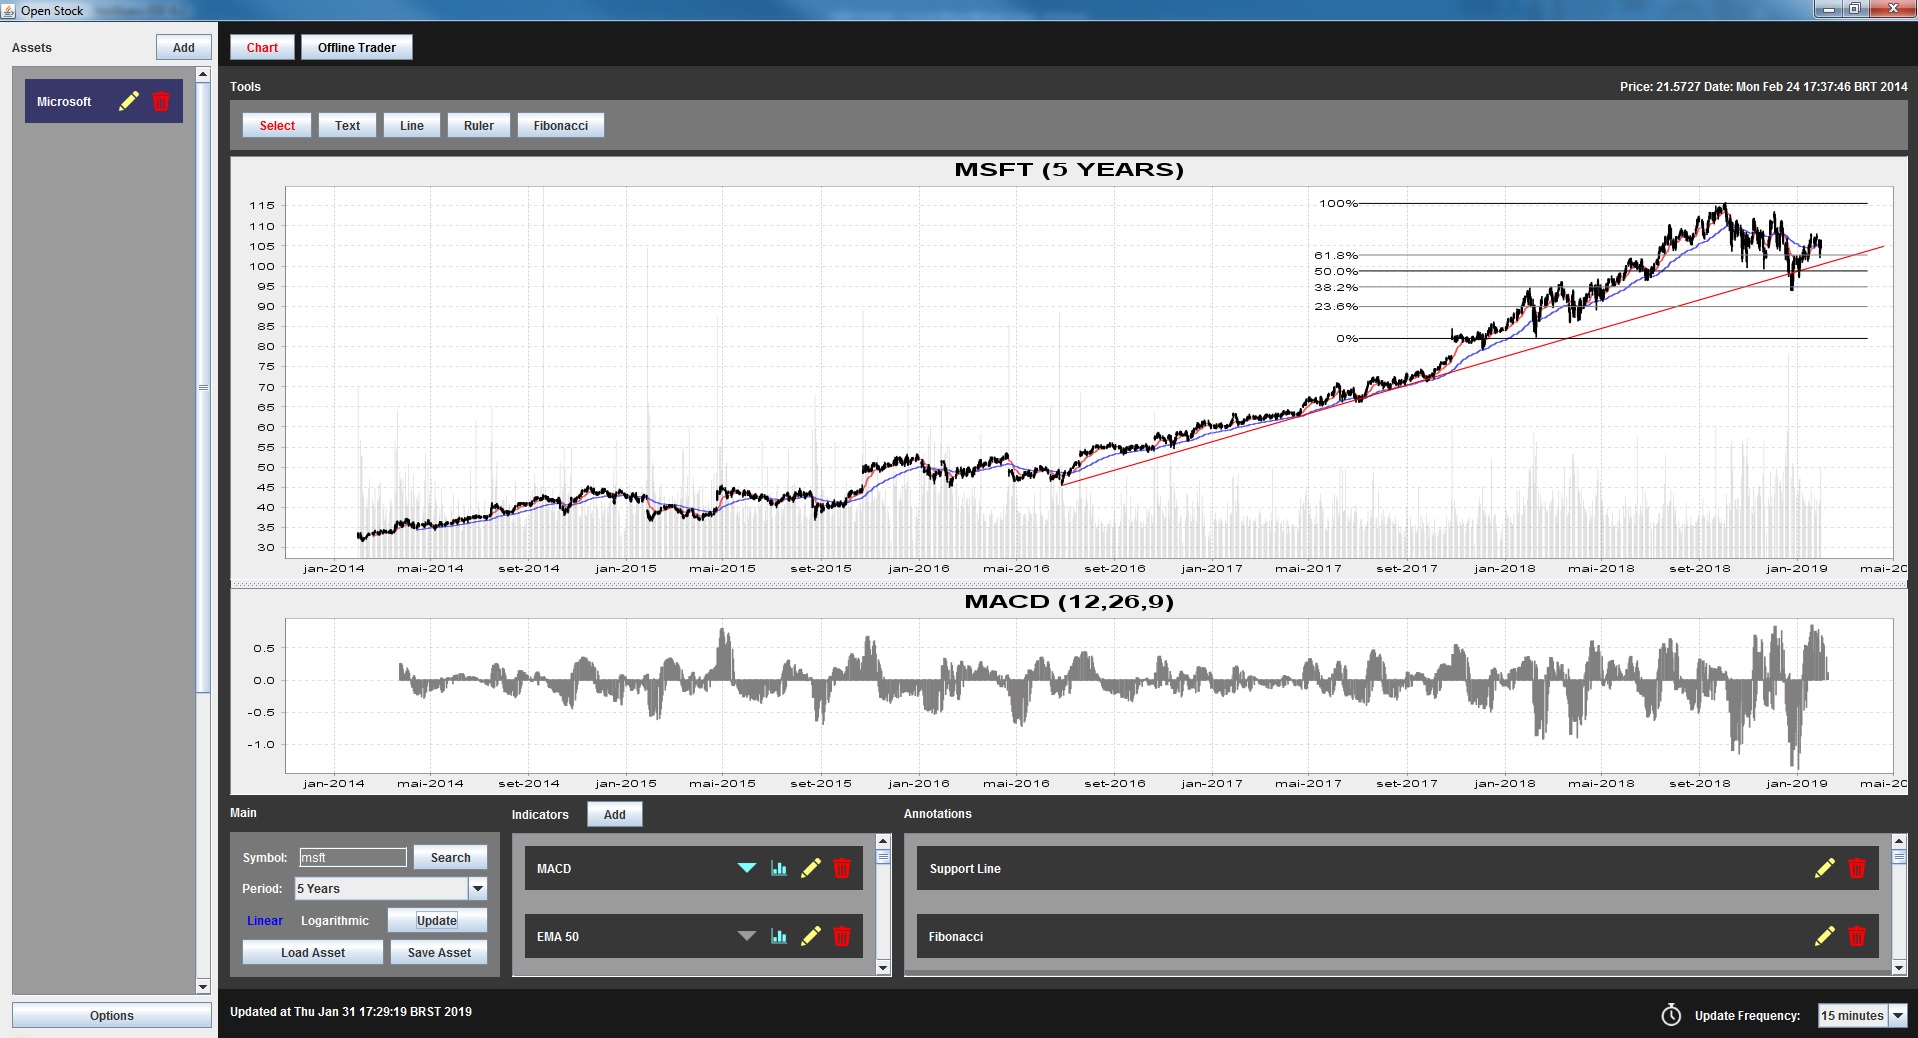 Open Stock
Assets
Add
Chart
Offline Trader
Microsoft
Tools
Price: 21.5727 Date: Mon Feb 24 17:37:46 BRT 2014
Select
Text
Line
Ruler
Fibonacci
MSFT (5 YEARS)
115
110
105
100
95
90
85
80
75
70
65
60
55
50
45
40
35
30
100%
61.8%
50.0%
38.2%
23.6%
0%
jan-2014 mai-2014 set-2014 jan-2015 mai-2015 set-2015 jan-2016 mai-2016 set-2016 jan-2017 mai-2017 set-2017 jan-2018 mai-2018 set-2018 jan-2019 mai-20
MACD (12,26,9)
0.5
0.0
-0.5
-1.0
jan-2014 mai-2014 set-2014 jan-2015 mai-2015 set-2015 jan-2016 mai-2016 set-2016 jan-2017 mai-2017 set-2017 jan-2018 mai-2018 set-2018 jan-2019 mai-20
Main
Symbol: msft Search
Period: 5 Years
Linear Logarithmic Update
Load Asset Save Asset
Indicators Add
MACD
EMA 50
Annotations
Support Line
Fibonacci
Options
Updated at Thu Jan 31 17:29:19 BRST 2019
Update Frequency: 15 minutes